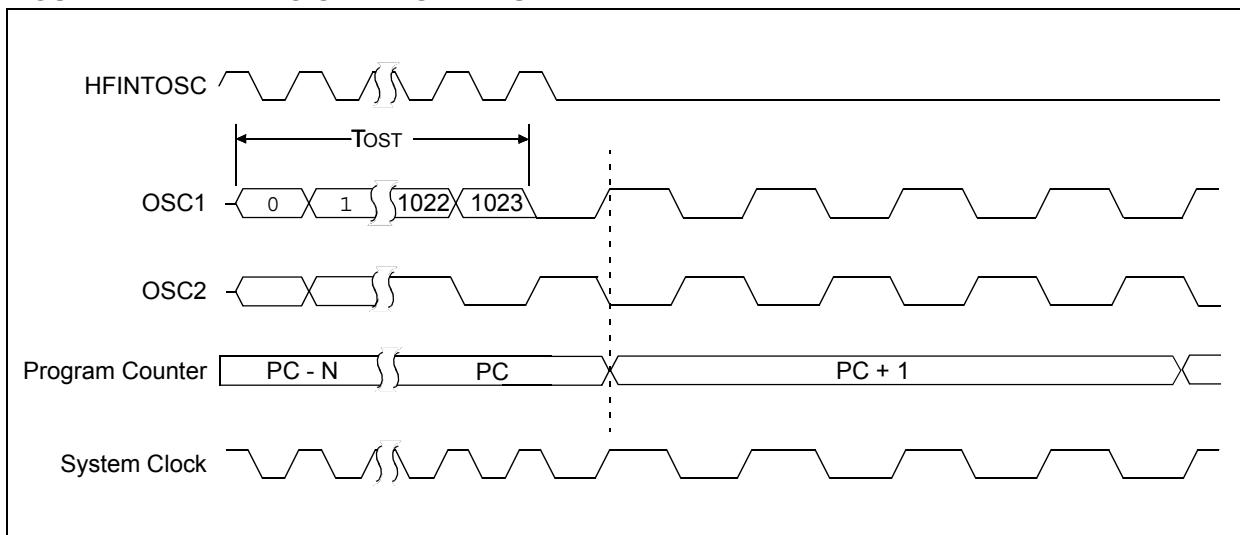 HFINTOSC
TOST
OSC1
0 1 1022 1023
OSC2
Program Counter
PC - N PC PC + 1
System Clock